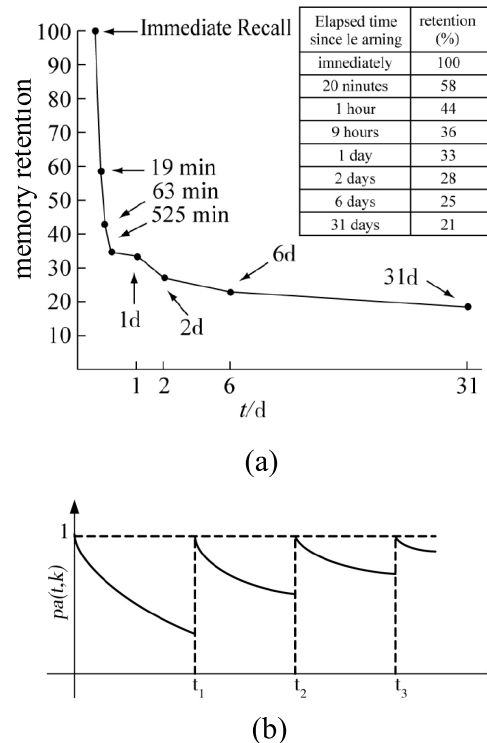 100
Immediate Recall
90
80
70
60
50
40
30
20
10
memory retention
19 min
63 min
525 min
1d
2d
6d
31d
1 2 6 31
t/d
Elapsed time since le arning retention (%)
immediately 100
20 ninutes 58
1 hour 44
9 hours 36
1 day 33
2 days 28
6 days 25
31 days 21
(a)
1
pa(t,k)
t1 t2 t3
(b)